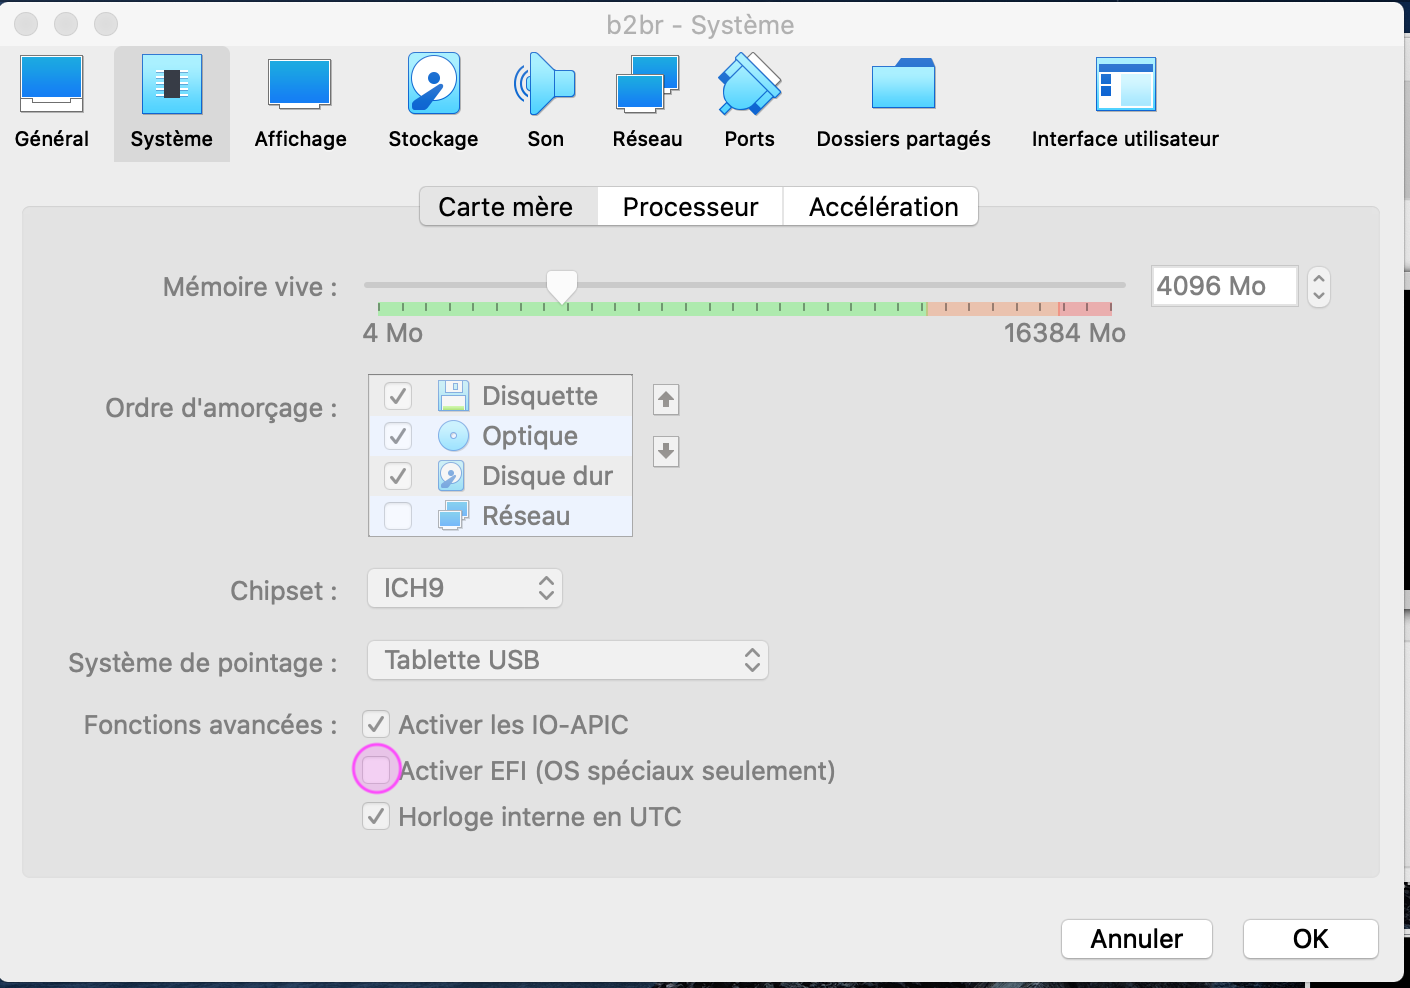 b2br - Système
Général Système Affichage Stockage Son Réseau Ports Dossiers partagés Interface utilisateur
Carte mère Processeur Accélération
Mémoire vive : 4096 Mo
4 Mo 16384 Mo
Ordre d'amorçage : Disquette
Optique
Disque dur
Réseau
Chipset : ICH9
Système de pointage : Tablette USB
Fonctions avancées : Activer les IO-APIC
Activer EFI (OS spéciaux seulement)
Horloge interne en UTC
Annuler OK